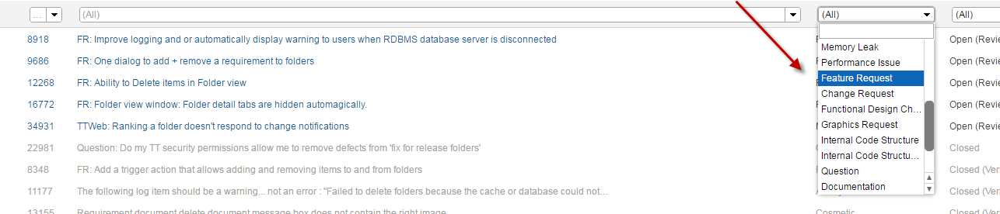 ... (All) (All) (All)
8918 FR: Improve logging and or automatically display warning to users when RDBMS database server is disconnected Open (Revie
Memory Leak
9686 FR: One dialog to add + remove a requirement to folders Performance Issue Open (Revie
12268 FR: Ability to Delete items in Folder view Feature Request Open (Revie
Change Request
16772 FR: Folder view window: Folder detail tabs are hidden automagically. Functional Design Ch... Open (Revie
34931 TTWeb: Ranking a folder doesn't respond to change notifications Graphics Request Open (Revie
Internal Code Structure
22981 Question: Do my TT security permissions allow me to remove defects from 'fix for release folders' Closed
Internal Code Structu...
8348 FR: Add a trigger action that allows adding and removing items to and from folders Question Closed (Veri
11177 The following log item should be a warning... not an error : "Failed to delete folders because the cache or database could not... Documentation Closed (Veri
13155 Requirement document delete document message box does not contain the right image Cosmetic Closed